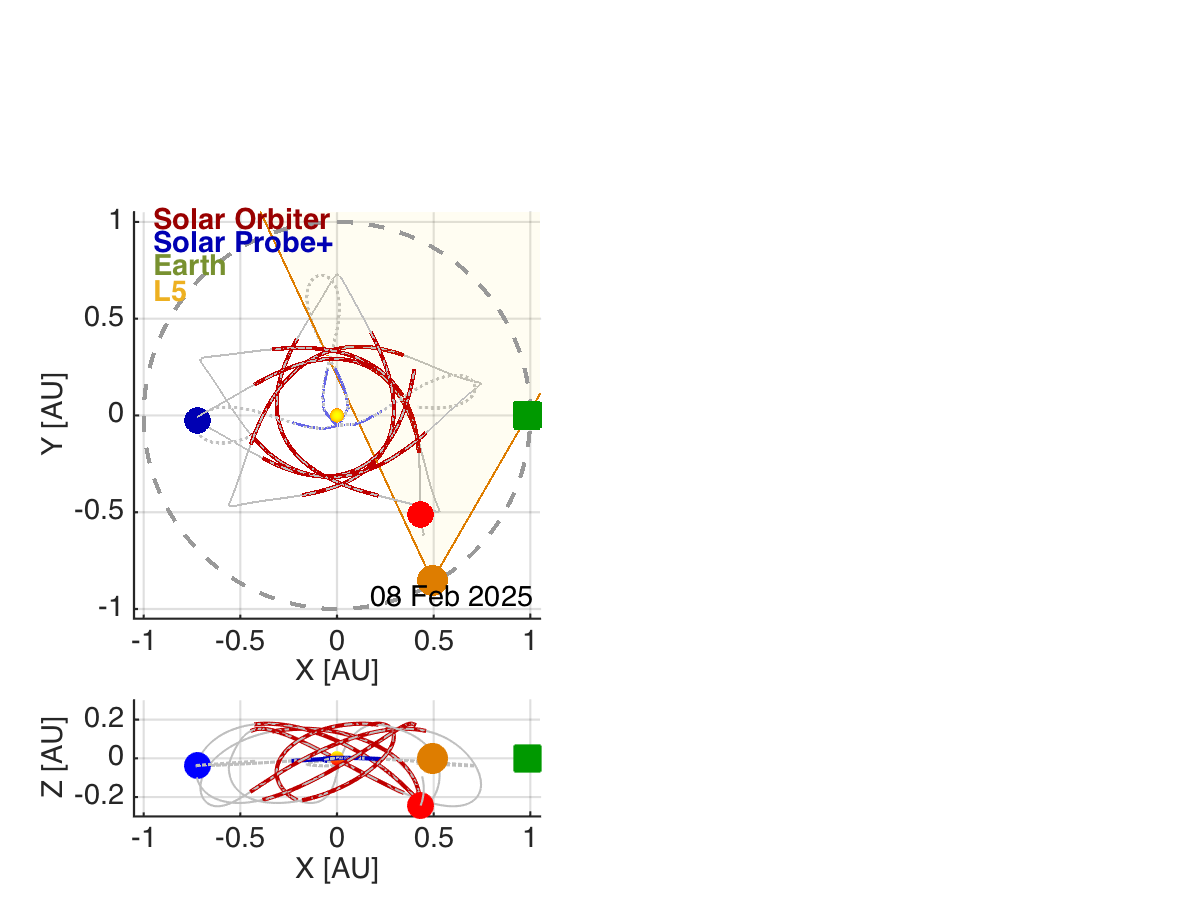 Solar Orbiter
Solar Probe+
Earth
L5
1
0.5
0
-0.5
-1
Y [AU]
08 Feb 2025
-1 -0.5 0 0.5 1
X [AU]
0.2
0
-0.2
Z [AU]
-1 -0.5 0 0.5 1
X [AU]